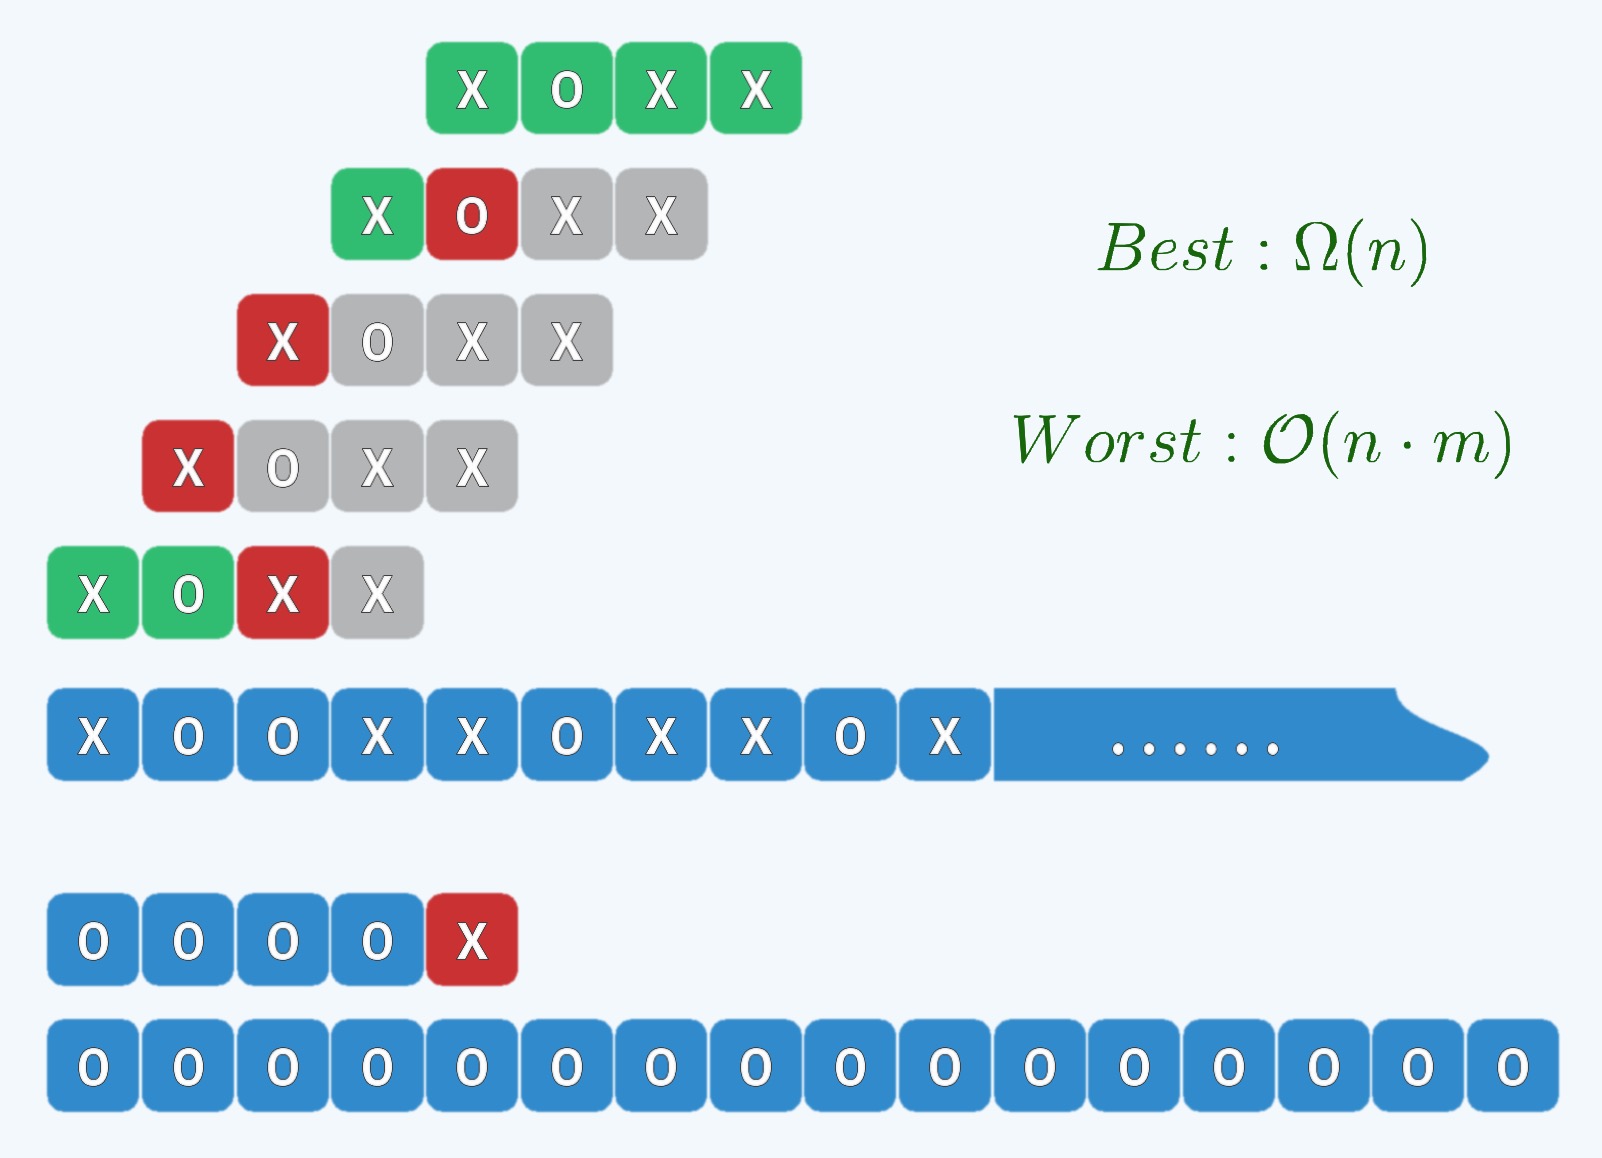 X O X X
X O X X
Best : Ω(n)
X O X X
Worst : O(n · m)
X O X X
X O X X
X O O X X O X X O X ......
O O O O X
O O O O O O O O O O O O O O O O